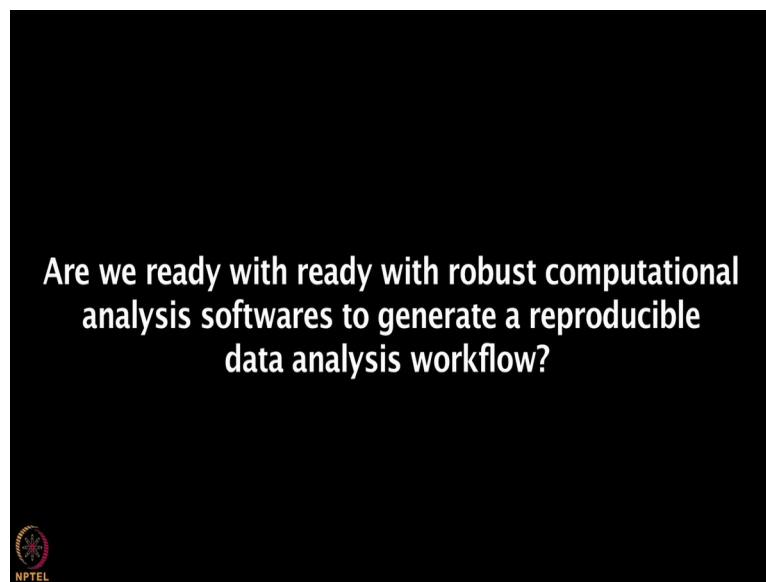 Are we ready with ready with robust computational
analysis softwares to generate a reproducible
data analysis workflow?
NPTEL